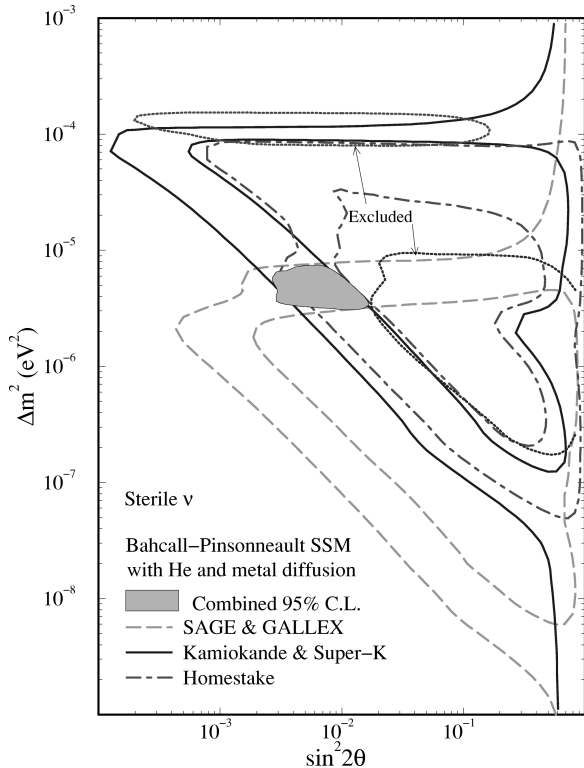 10⁻³
10⁻⁴
10⁻⁵
10⁻⁶
10⁻⁷
10⁻⁸
Δm² (eV²)
Excluded
Sterile ν
Bahcall−Pinsonneault SSM
with He and metal diffusion
Combined 95% C.L.
SAGE & GALLEX
Kamiokande & Super−K
Homestake
10⁻³ 10⁻² 10⁻¹
sin²2θ